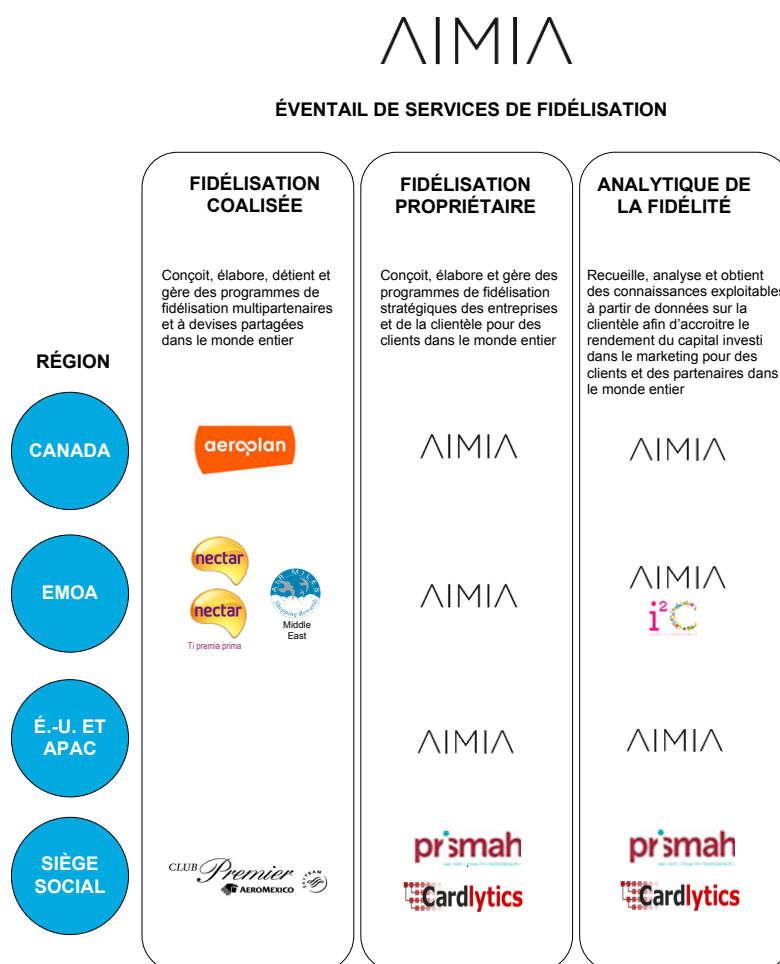 AIMIA
ÉVENTAIL DE SERVICES DE FIDÉLISATION
FIDÉLISATION
COALISÉE
Conçoit, élabore, détient et
gère des programmes de
fidélisation multipartenaires
et à devises partagées
dans le monde entier
FIDÉLISATION
PROPRIÉTAIRE
Conçoit, élabore et gère des
programmes de fidélisation
stratégiques des entreprises
et de la clientèle pour des
clients dans le monde entier
ANALYTIQUE DE
LA FIDÉLITÉ
Recueille, analyse et obtient
des connaissances exploitables
à partir de données sur la
clientèle afin d'accroitre le
rendement du capital investi
dans le marketing pour des
clients et des partenaires dans
le monde entier
RÉGION
CANADA
aeroplan
AIMIA
AIMIA
EMOA
nectar
nectar
Ti premia prima
AIR MILES
Shopping Rewards
Middle
East
AIMIA
AIMIA
i²c
É.-U. ET
APAC
AIMIA
AIMIA
SIÈGE
SOCIAL
CLUB Premier
AEROMEXICO
SKYTEAM
prismah
Cardlytics
prismah
Cardlytics